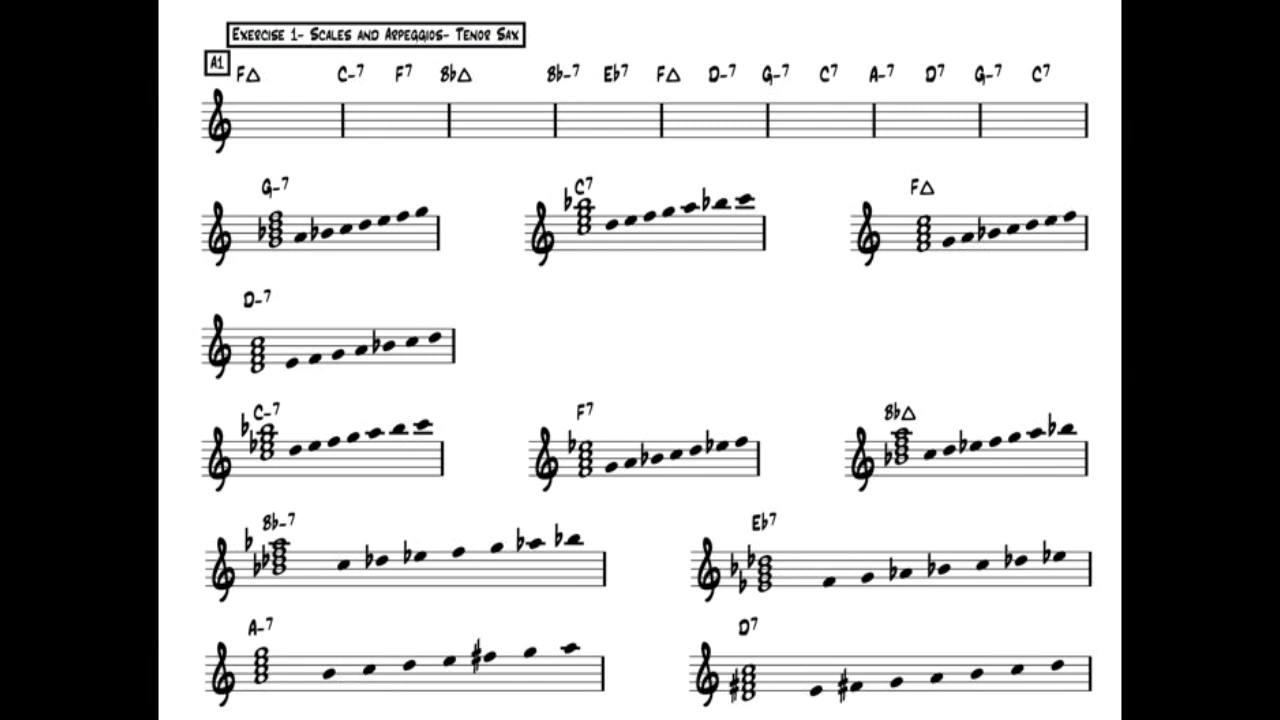 Exercise 1- Scales and Arpeggios- Tenor Sax
A1
F△ C-7 F7 Bb△ Bb-7 Eb7 F△ D-7 G-7 C7 A-7 D7 G-7 C7
G-7 C7 F△
D-7
C-7 F7 Bb△
Bb-7 Eb7
A-7 D7